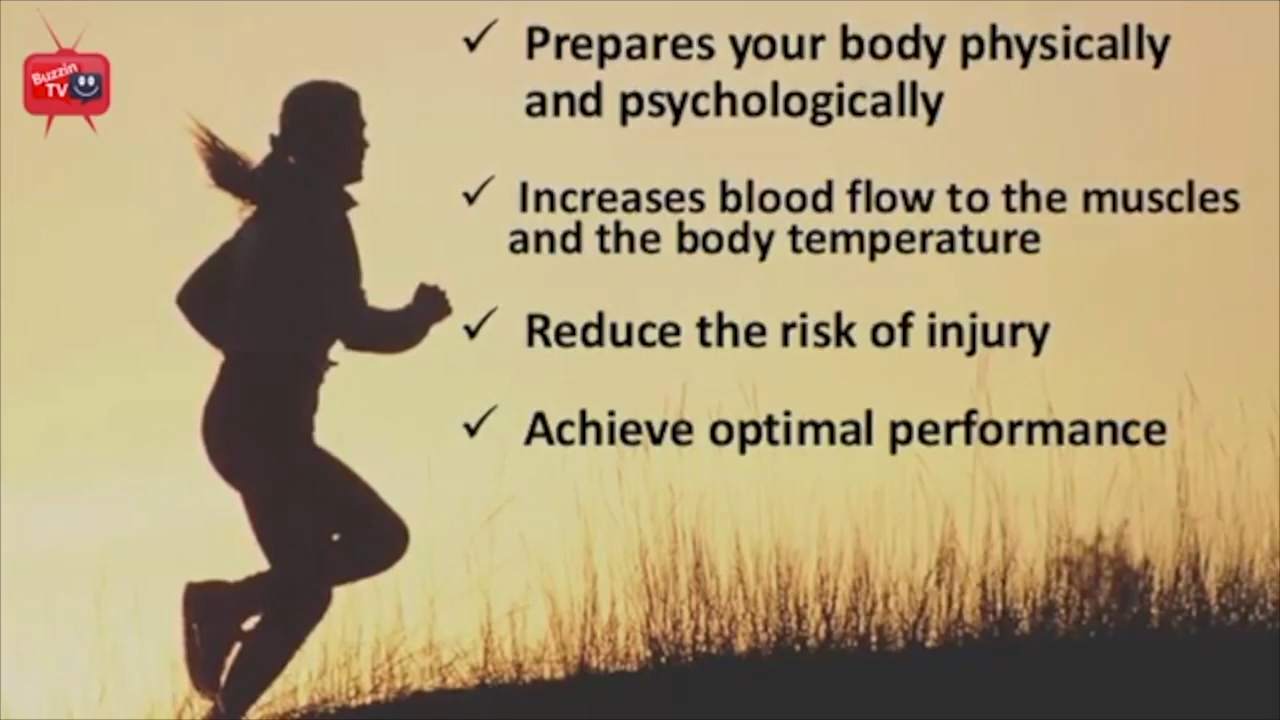 Buzzin
TV
✓ Prepares your body physically
and psychologically
✓ Increases blood flow to the muscles
and the body temperature
✓ Reduce the risk of injury
✓ Achieve optimal performance